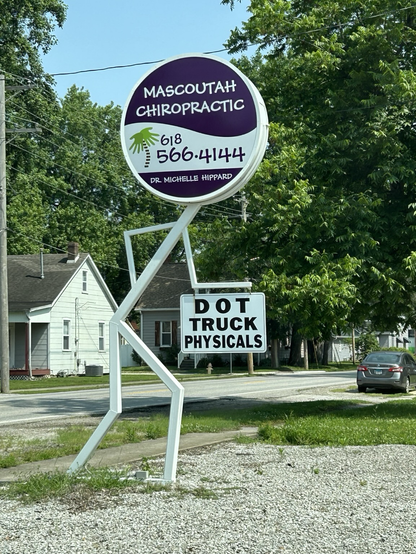 MASCOUTAH
CHIROPRACTIC
618
566.4144
DR. MICHELLE HIPPARD
DOT
TRUCK
PHYSICALS